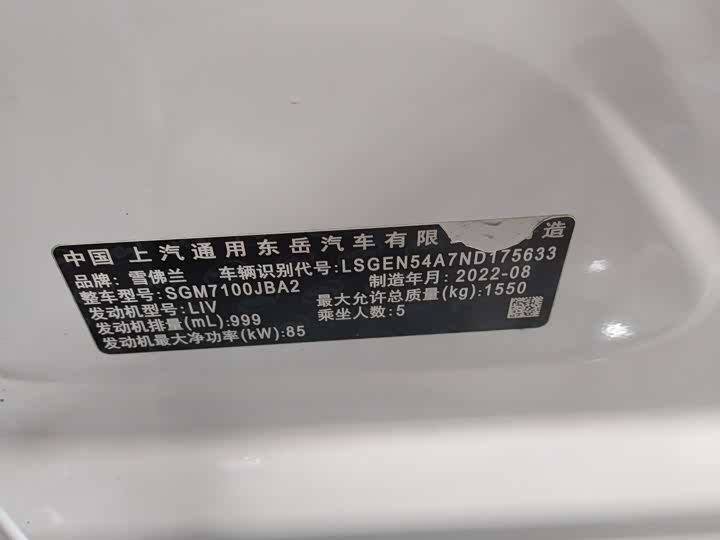 中国 上汽通用东岳汽车有限 造
品牌:雪佛兰 车辆识别代号:LSGEN54A7ND175633
整车型号:SGM7100JBA2 制造年月:2022-08
发动机型号:LIV 最大允许总质量(kg):1550
发动机排量(mL):999 乘坐人数:5
发动机最大净功率(kW):85